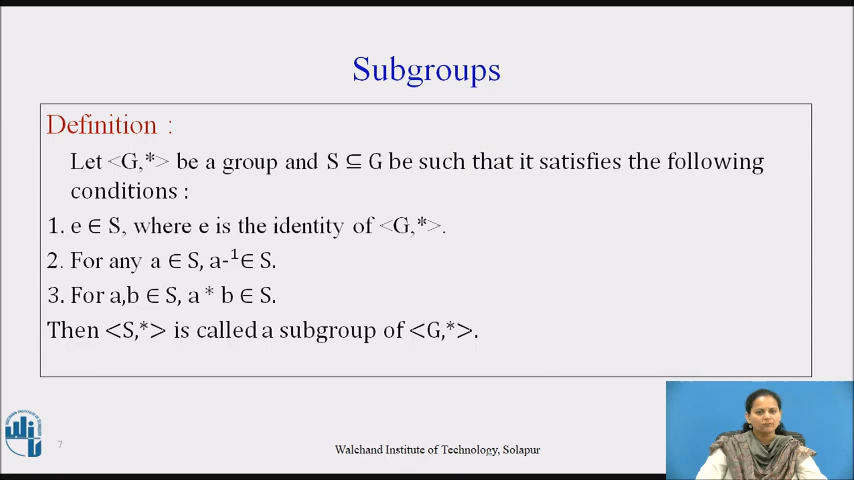 Subgroups
Definition :
Let <G,*> be a group and S ⊆ G be such that it satisfies the following
conditions :
1. e ∈ S, where e is the identity of <G,*>.
2. For any a ∈ S, a-¹∈ S.
3. For a,b ∈ S, a * b ∈ S.
Then <S,*> is called a subgroup of <G,*>.
7
Walchand Institute of Technology, Solapur